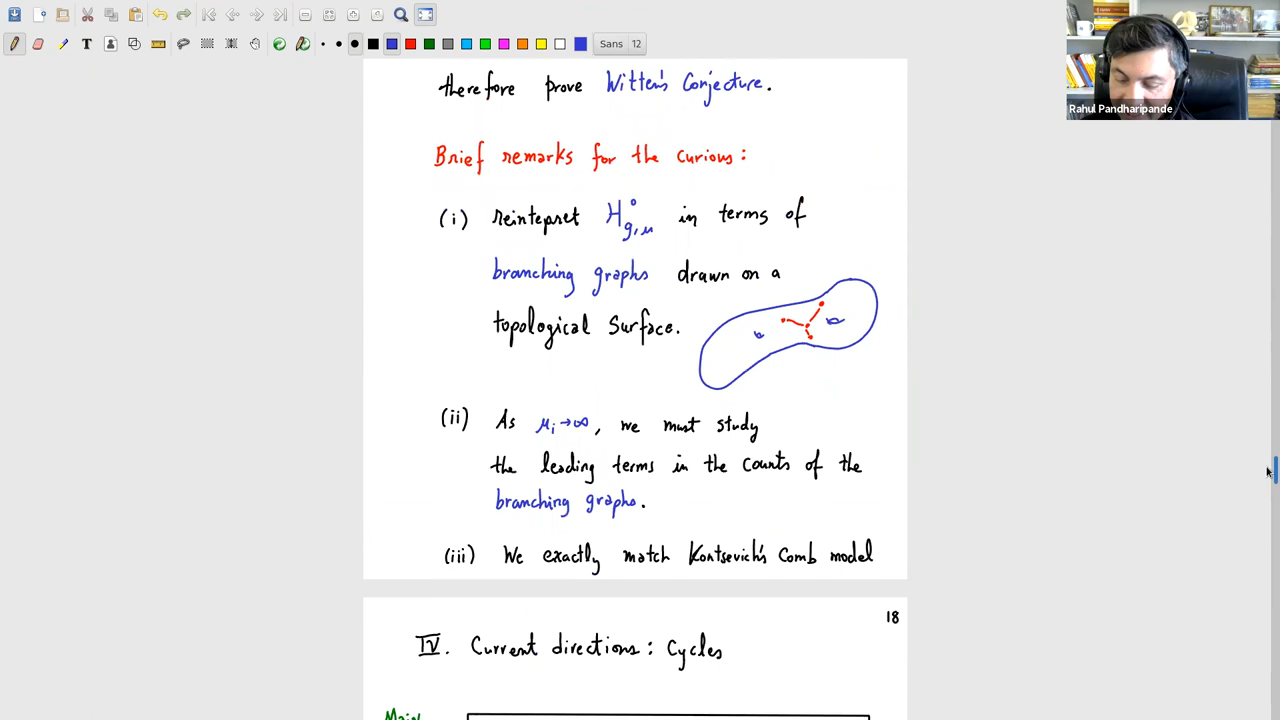 T
Sans 12
Rahul Pandharipande
therefore prove Witten's Conjecture.
Brief remarks for the curious:
(i) reintepret H°g,μ in terms of
branching graphs drawn on a
topological Surface.
(ii) As μi→∞, we must study
the leading terms in the counts of the
branching graphs.
(iii) We exactly match Kontsevich's Comb model
18
IV. Current directions: Cycles
Main